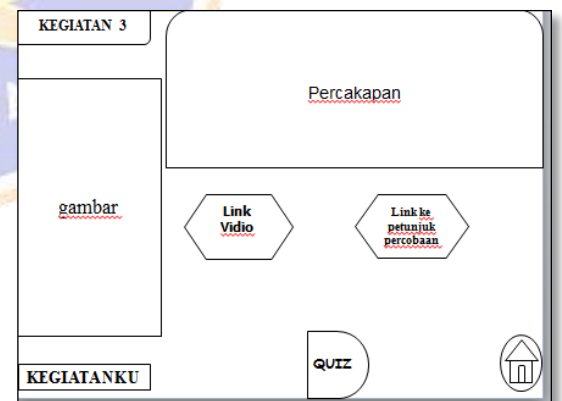 KEGIATAN 3
Percakapan
gambar
Link
Vidio
Link ke
petunjuk
percobaan
QUIZ
KEGIATANKU